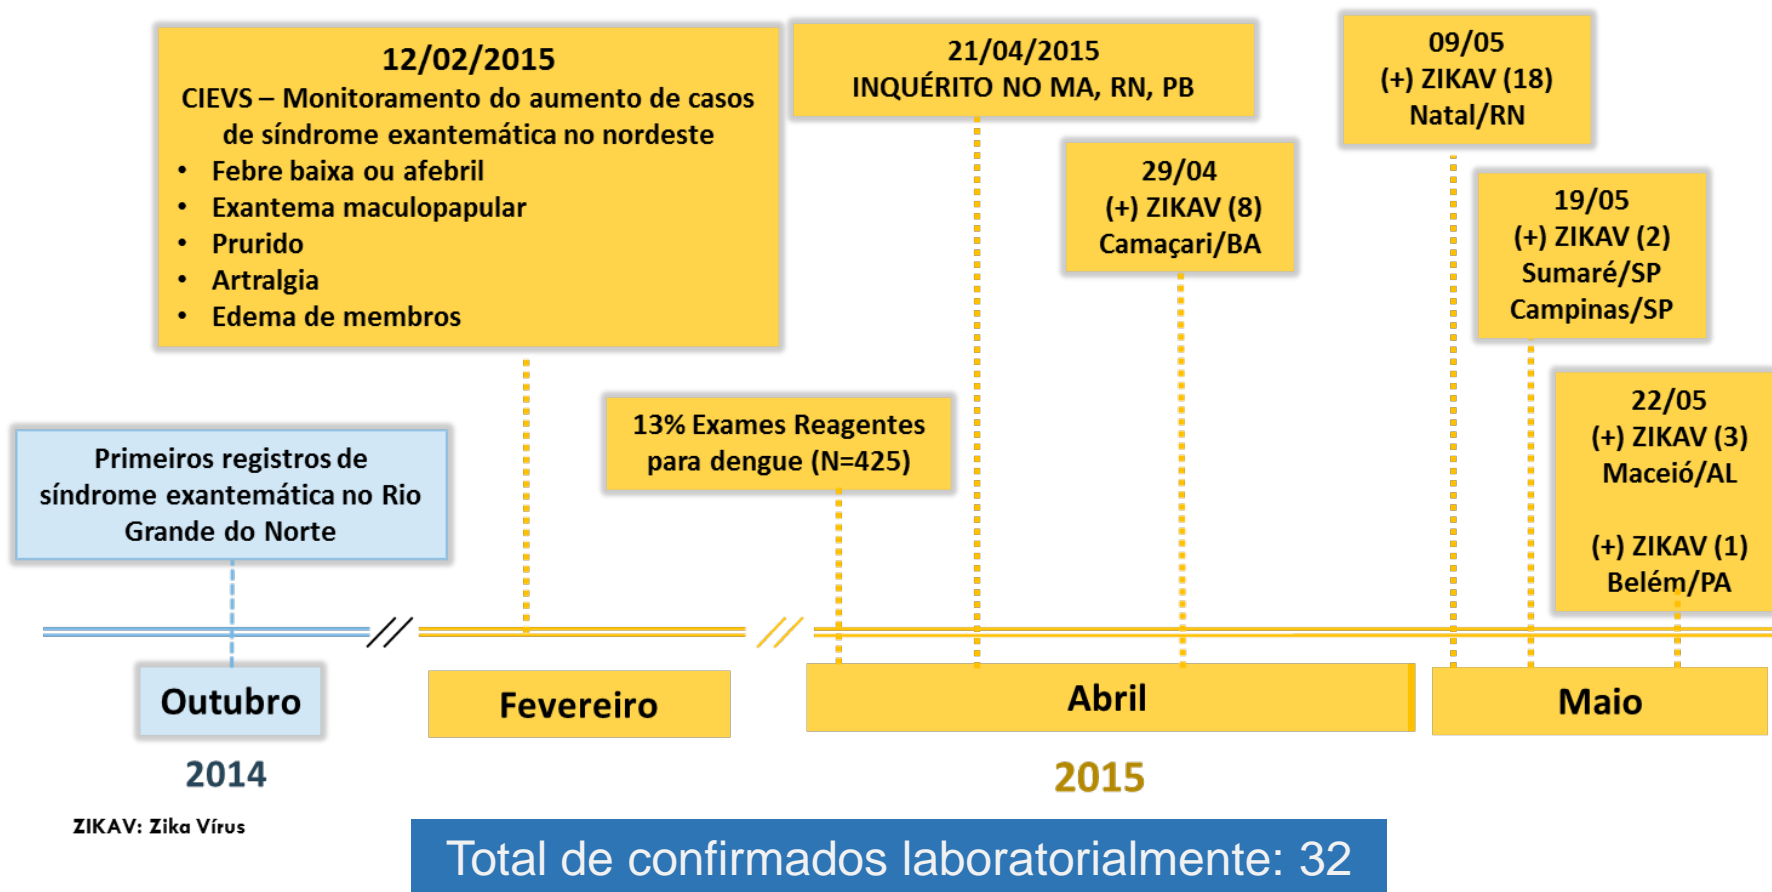 12/02/2015
CIEVS – Monitoramento do aumento de casos
de síndrome exantemática no nordeste
• Febre baixa ou afebril
• Exantema maculopapular
• Prurido
• Artralgia
• Edema de membros
21/04/2015
INQUÉRITO NO MA, RN, PB
09/05
(+) ZIKAV (18)
Natal/RN
29/04
(+) ZIKAV (8)
Camaçari/BA
19/05
(+) ZIKAV (2)
Sumaré/SP
Campinas/SP
13% Exames Reagentes
para dengue (N=425)
22/05
(+) ZIKAV (3)
Maceió/AL
(+) ZIKAV (1)
Belém/PA
Primeiros registros de
síndrome exantemática no Rio
Grande do Norte
Outubro
Fevereiro
Abril
Maio
2014
2015
ZIKAV: Zika Vírus
Total de confirmados laboratorialmente: 32